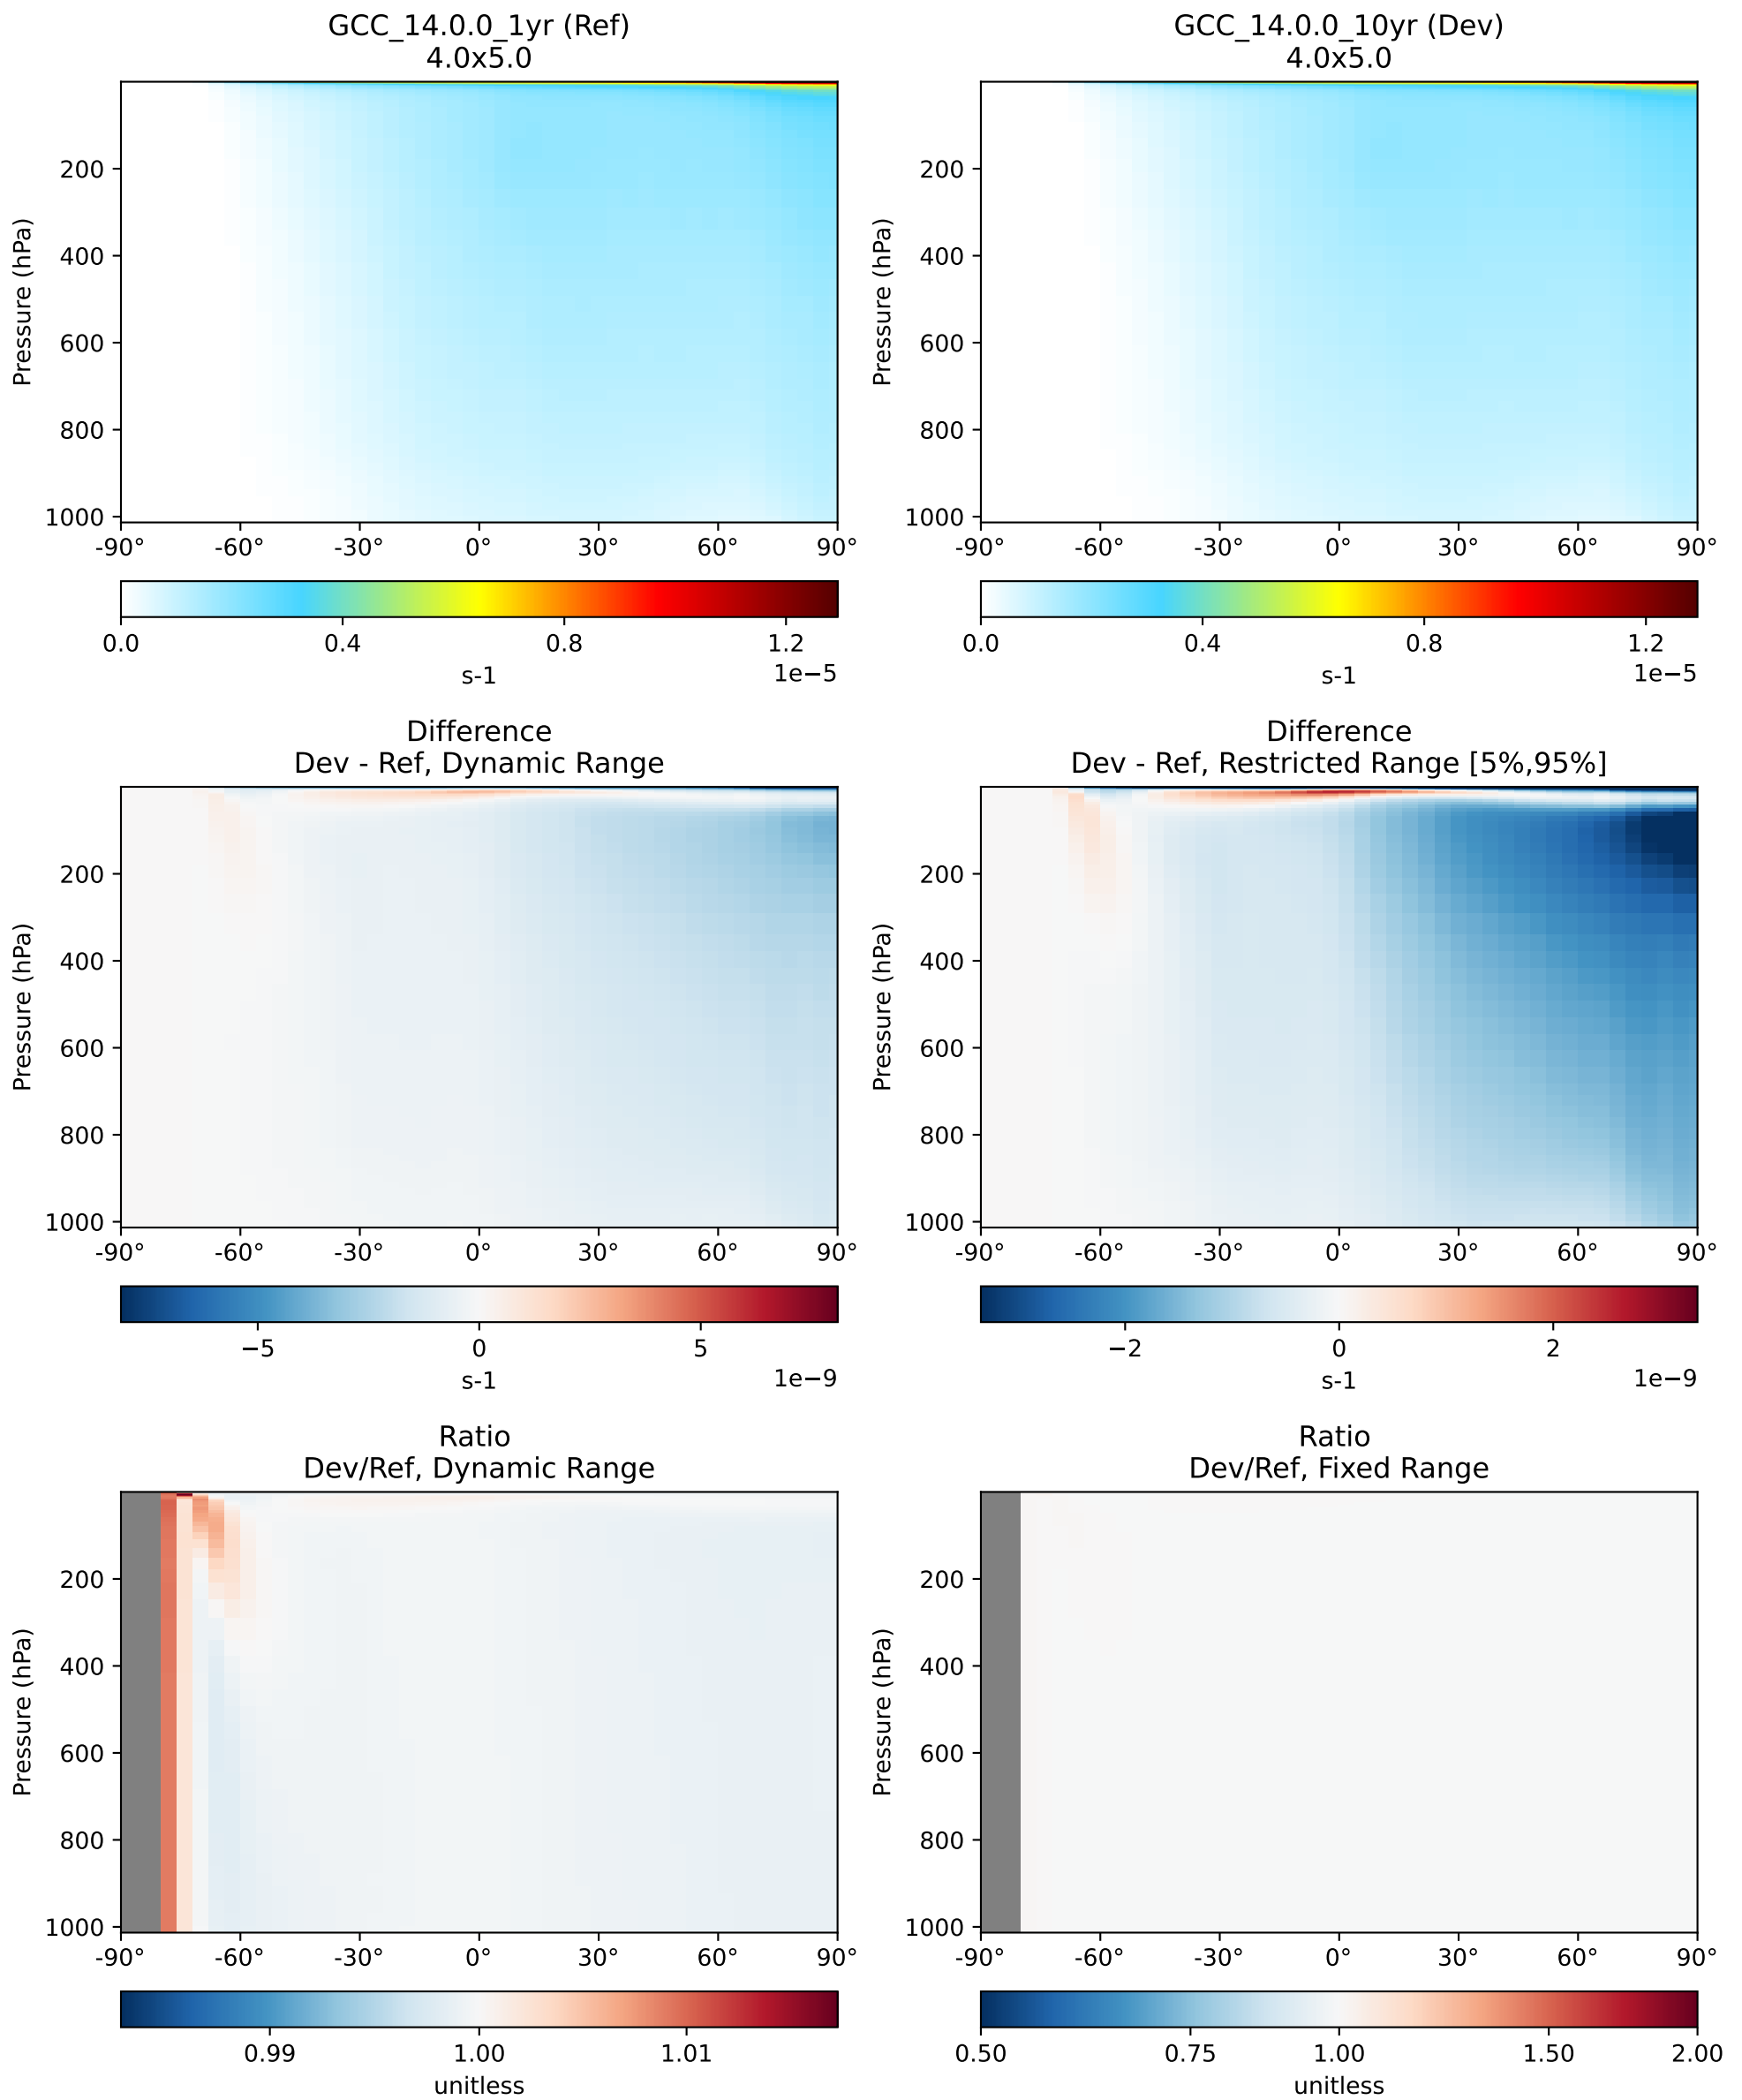 GCC_14.0.0_1yr (Ref)
4.0x5.0
Pressure (hPa)
200
400
600
800
1000
-90° -60° -30° 0° 30° 60° 90°
0.0 0.4 0.8 1.2
s-1 1e−5
GCC_14.0.0_10yr (Dev)
4.0x5.0
Pressure (hPa)
200
400
600
800
1000
-90° -60° -30° 0° 30° 60° 90°
0.0 0.4 0.8 1.2
s-1 1e−5
Difference
Dev - Ref, Dynamic Range
Pressure (hPa)
200
400
600
800
1000
-90° -60° -30° 0° 30° 60° 90°
−5 0 5
s-1 1e−9
Difference
Dev - Ref, Restricted Range [5%,95%]
Pressure (hPa)
200
400
600
800
1000
-90° -60° -30° 0° 30° 60° 90°
−2 0 2
s-1 1e−9
Ratio
Dev/Ref, Dynamic Range
Pressure (hPa)
200
400
600
800
1000
-90° -60° -30° 0° 30° 60° 90°
0.99 1.00 1.01
unitless
Ratio
Dev/Ref, Fixed Range
Pressure (hPa)
200
400
600
800
1000
-90° -60° -30° 0° 30° 60° 90°
0.50 0.75 1.00 1.50 2.00
unitless